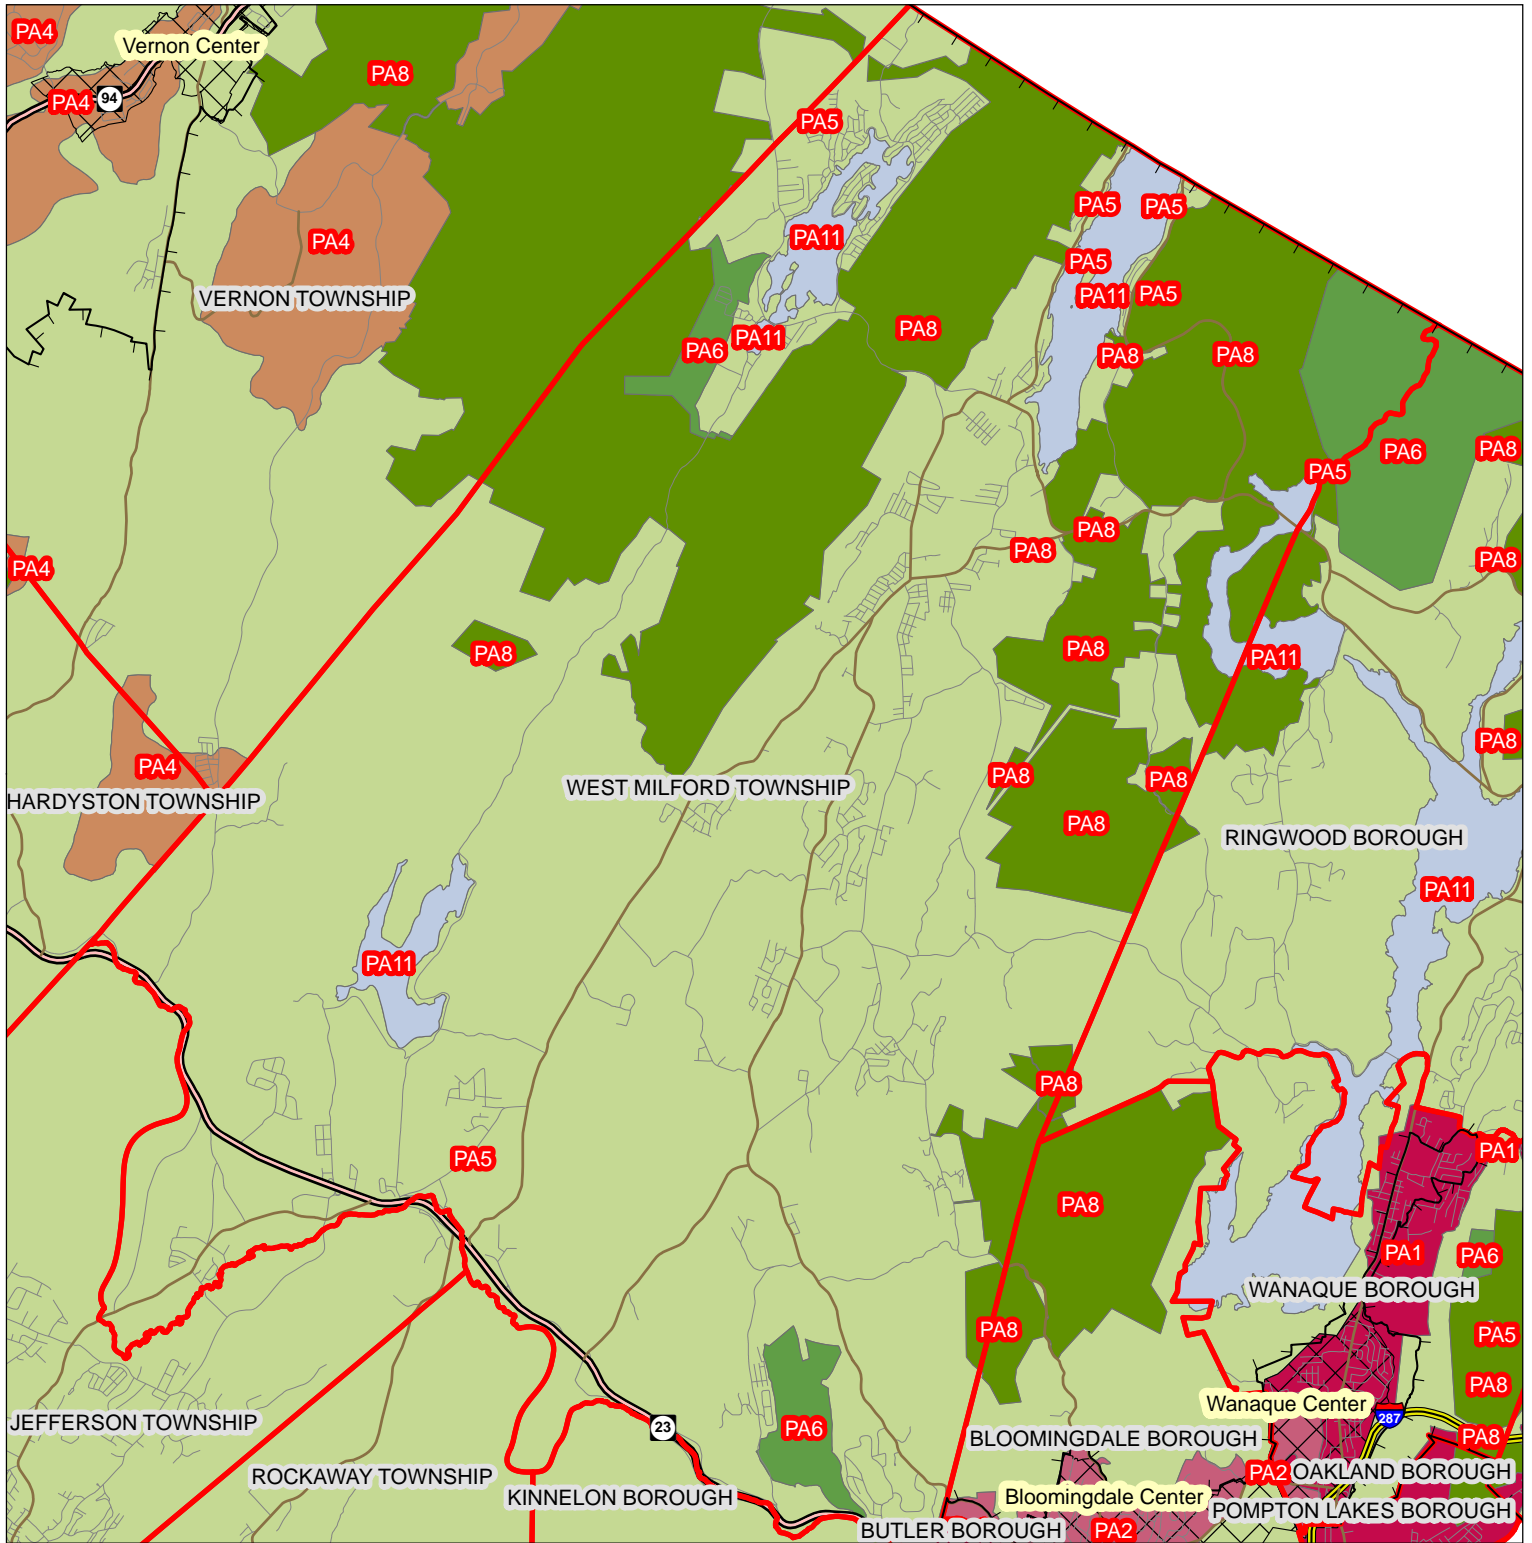 PA4
Vernon Center
PA8
PA4
94
PA5
PA5
PA5
PA11
PA4
PA5
PA11
PA5
VERNON TOWNSHIP
PA8
PA11
PA6
PA8
PA8
PA8
PA6
PA5
PA8
PA8
PA8
PA4
PA8
PA8
PA8
PA11
PA8
PA4
PA8
PA8
WEST MILFORD TOWNSHIP
HARDYSTON TOWNSHIP
PA8
RINGWOOD BOROUGH
PA11
PA11
PA8
PA5
PA1
PA8
PA1
PA6
WANAQUE BOROUGH
PA8
PA5
PA8
Wanaque Center
287
JEFFERSON TOWNSHIP
23
PA6
BLOOMINGDALE BOROUGH
PA8
ROCKAWAY TOWNSHIP
PA2
OAKLAND BOROUGH
KINNELON BOROUGH
Bloomingdale Center
POMPTON LAKES BOROUGH
BUTLER BOROUGH
PA2